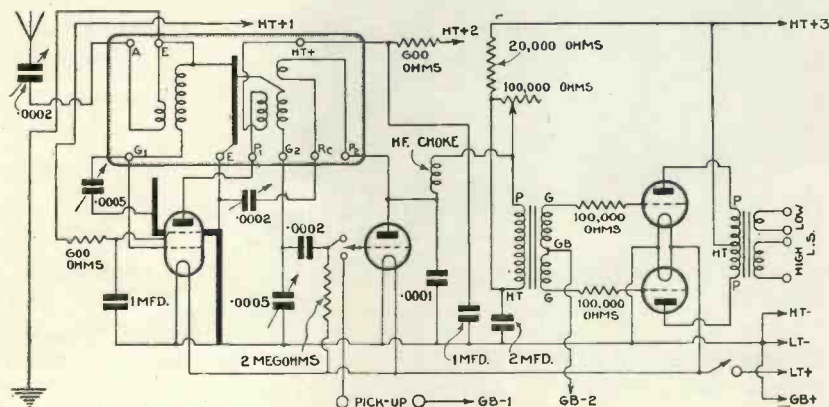 HT+1
A
E
HT+
600 OHMS
HT+2
20,000 OHMS
100,000 OHMS
HT+3
.0002
H.F. CHOKE
G1
E
P1
G2
RC
P2
.0005
.0002
P
G
GB
G
HT
100,000 OHMS
100,000 OHMS
P
HT
P
LOW
HIGH
L.S.
600 OHMS
.0002
1 MFD.
.0005
.0001
2 MEGOHMS
1 MFD.
2 MFD.
HT-
LT-
LT+
GB+
PICK-UP
GB-1
GB-2